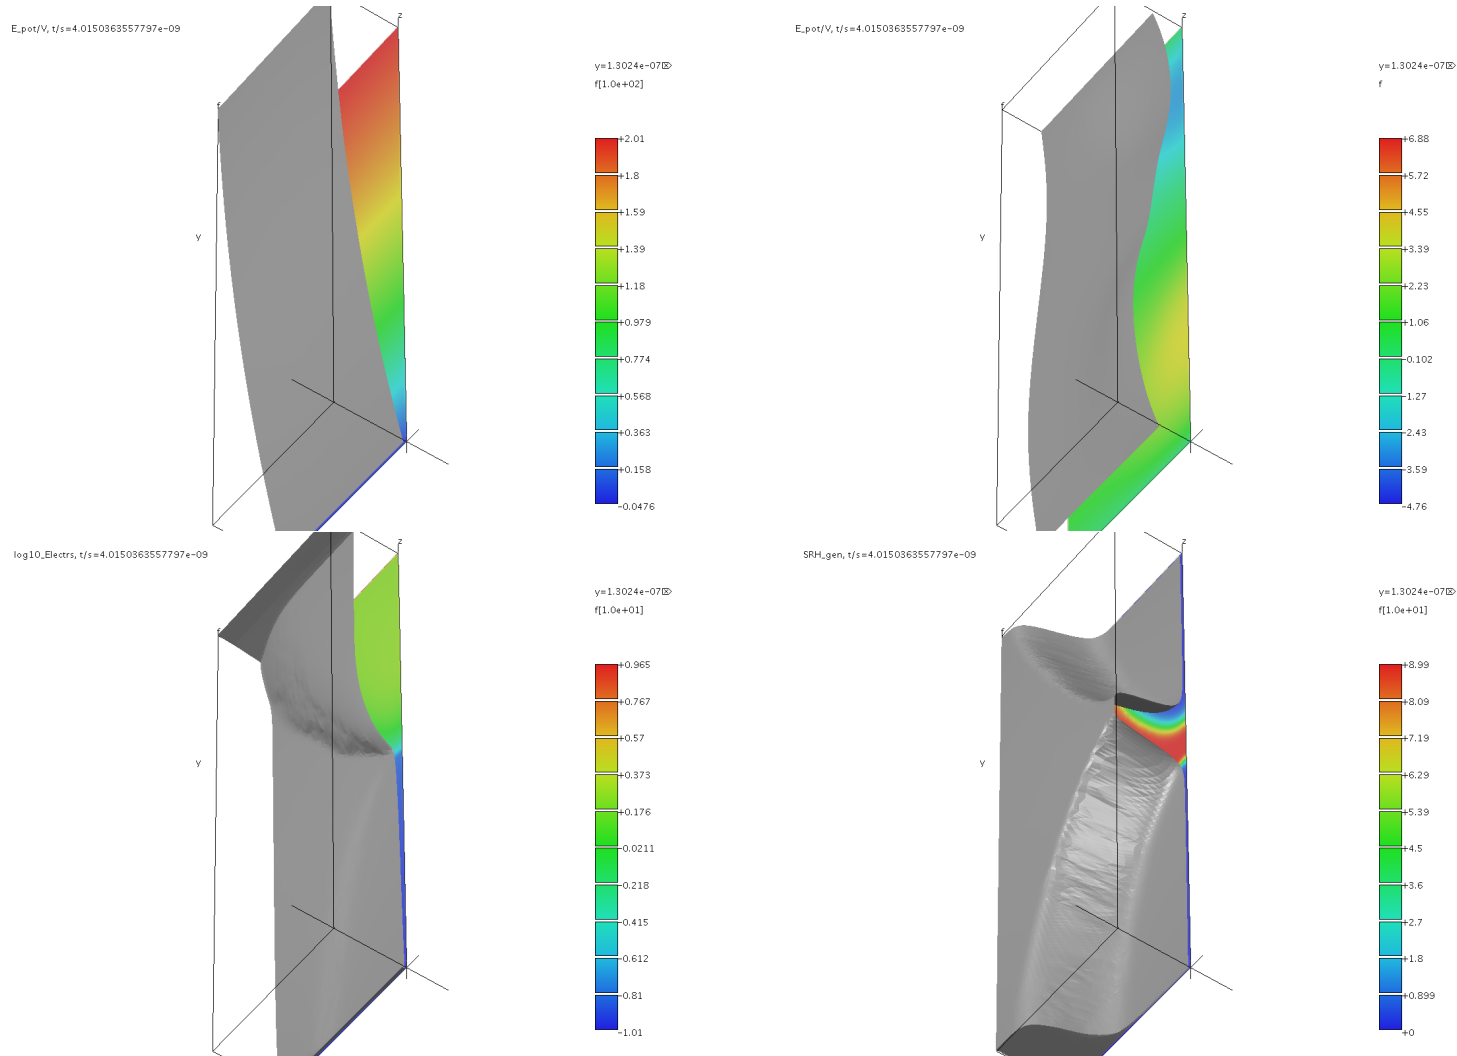 E_pot/V, t/s=4.0150363557797e-09
z
y=1.3024e-07
f[1.0e+02]
f
y
+2.01
+1.8
+1.59
+1.39
+1.18
+0.979
+0.774
+0.568
+0.363
+0.158
-0.0476
E_pot/V, t/s=4.0150363557797e-09
z
y=1.3024e-07
f
f
y
+6.88
+5.72
+4.55
+3.39
+2.23
+1.06
-0.102
-1.27
-2.43
-3.59
-4.76
log10_Electrs, t/s=4.0150363557797e-09
z
y=1.3024e-07
f[1.0e+01]
f
y
+0.965
+0.767
+0.57
+0.373
+0.176
-0.0211
-0.218
-0.415
-0.612
-0.81
-1.01
SRH_gen, t/s=4.0150363557797e-09
z
y=1.3024e-07
f[1.0e+01]
f
y
+8.99
+8.09
+7.19
+6.29
+5.39
+4.5
+3.6
+2.7
+1.8
+0.899
+0